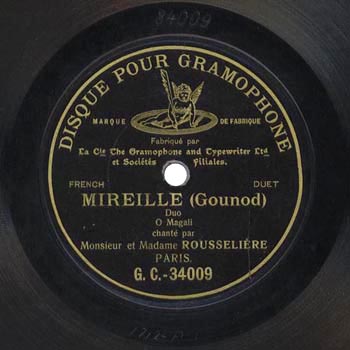 84009
DISQUE POUR GRAMOPHONE
MARQUE DE FABRIQUE
Fabriqué par
La Cie The Gramophone and Typewriter Ltd
et Sociétés Filiales.
FRENCH DUET
MIREILLE (Gounod)
Duo
O Magali
chanté par
Monsieur et Madame ROUSSELIÈRE
PARIS.
G. C.-34009